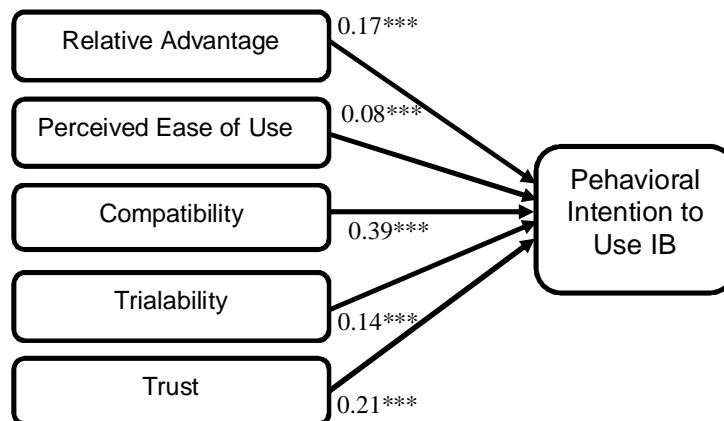 Relative Advantage
0.17***
Perceived Ease of Use
0.08***
Compatibility
0.39***
Trialability
0.14***
Trust
0.21***
Pehavioral
Intention to
Use IB